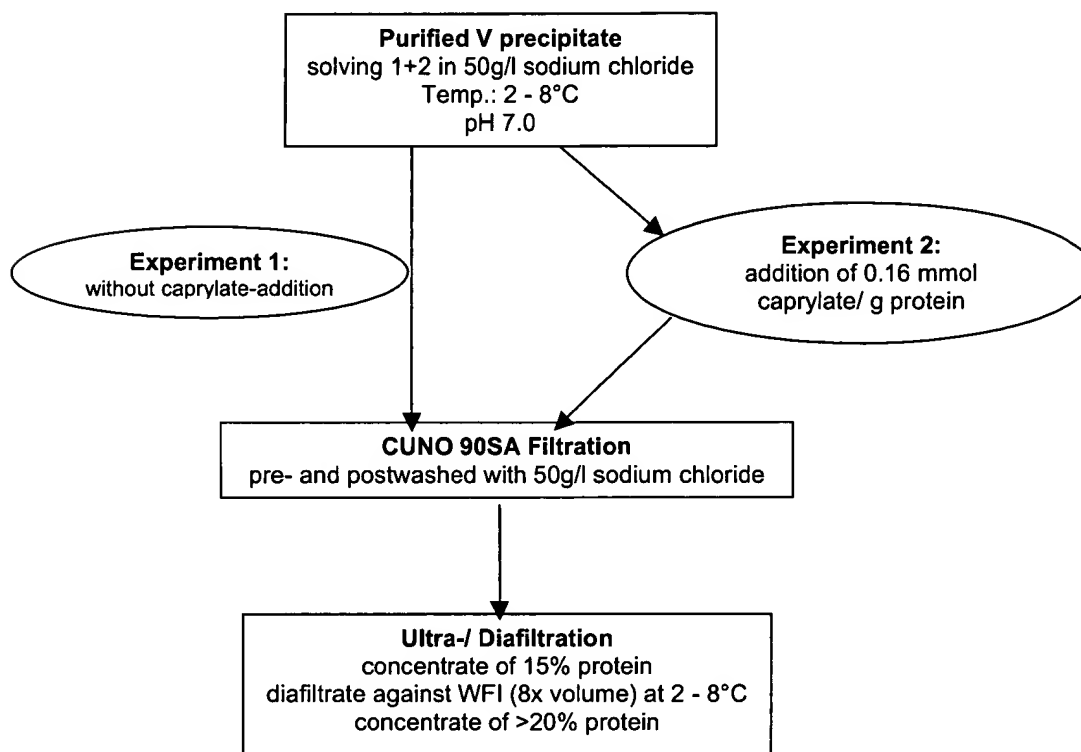 Purified V precipitate
solving 1+2 in 50g/l sodium chloride
Temp.: 2 - 8°C
pH 7.0
Experiment 1:
without caprylate-addition
Experiment 2:
addition of 0.16 mmol
caprylate/ g protein
CUNO 90SA Filtration
pre- and postwashed with 50g/l sodium chloride
Ultra-/ Diafiltration
concentrate of 15% protein
diafiltrate against WFI (8x volume) at 2 - 8°C
concentrate of >20% protein